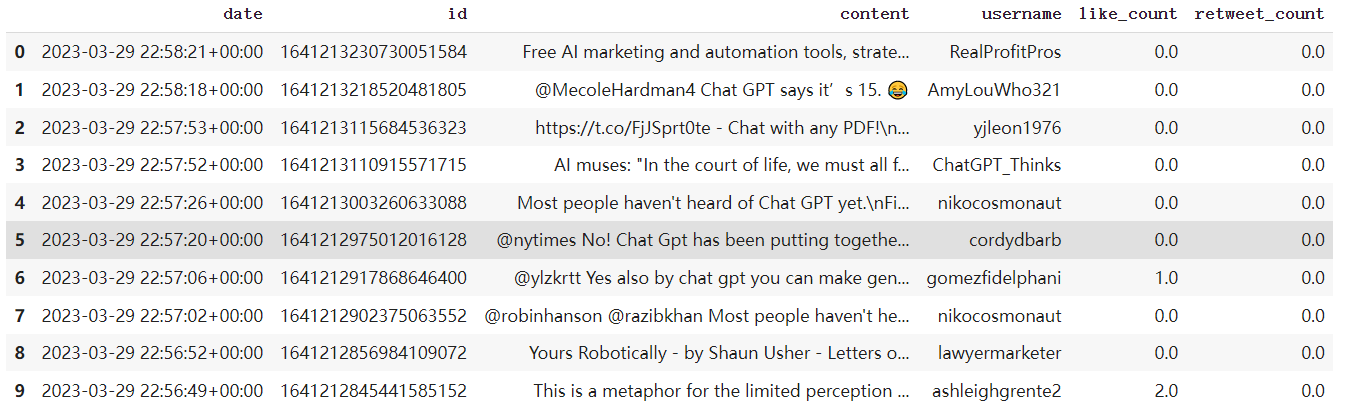 date id content username like_count retweet_count
0 2023-03-29 22:58:21+00:00 1641213230730051584 Free AI marketing and automation tools, strate... RealProfitPros 0.0 0.0
1 2023-03-29 22:58:18+00:00 1641213218520481805 @MecoleHardman4 Chat GPT says it’s 15. 😂 AmyLouWho321 0.0 0.0
2 2023-03-29 22:57:53+00:00 1641213115684536323 https://t.co/FjJSprt0te - Chat with any PDF!\n... yjleon1976 0.0 0.0
3 2023-03-29 22:57:52+00:00 1641213110915571715 AI muses: "In the court of life, we must all f... ChatGPT_Thinks 0.0 0.0
4 2023-03-29 22:57:26+00:00 1641213003260633088 Most people haven't heard of Chat GPT yet.\nFi... nikocosmonaut 0.0 0.0
5 2023-03-29 22:57:20+00:00 1641212975012016128 @nytimes No! Chat Gpt has been putting togethe... cordydbarb 0.0 0.0
6 2023-03-29 22:57:06+00:00 1641212917868646400 @ylzkrtt Yes also by chat gpt you can make gen... gomezfidelphani 1.0 0.0
7 2023-03-29 22:57:02+00:00 1641212902375063552 @robinhanson @razibkhan Most people haven't he... nikocosmonaut 0.0 0.0
8 2023-03-29 22:56:52+00:00 1641212856984109072 Yours Robotically - by Shaun Usher - Letters o... lawyermarketer 0.0 0.0
9 2023-03-29 22:56:49+00:00 1641212845441585152 This is a metaphor for the limited perception ... ashleighgrente2 2.0 0.0